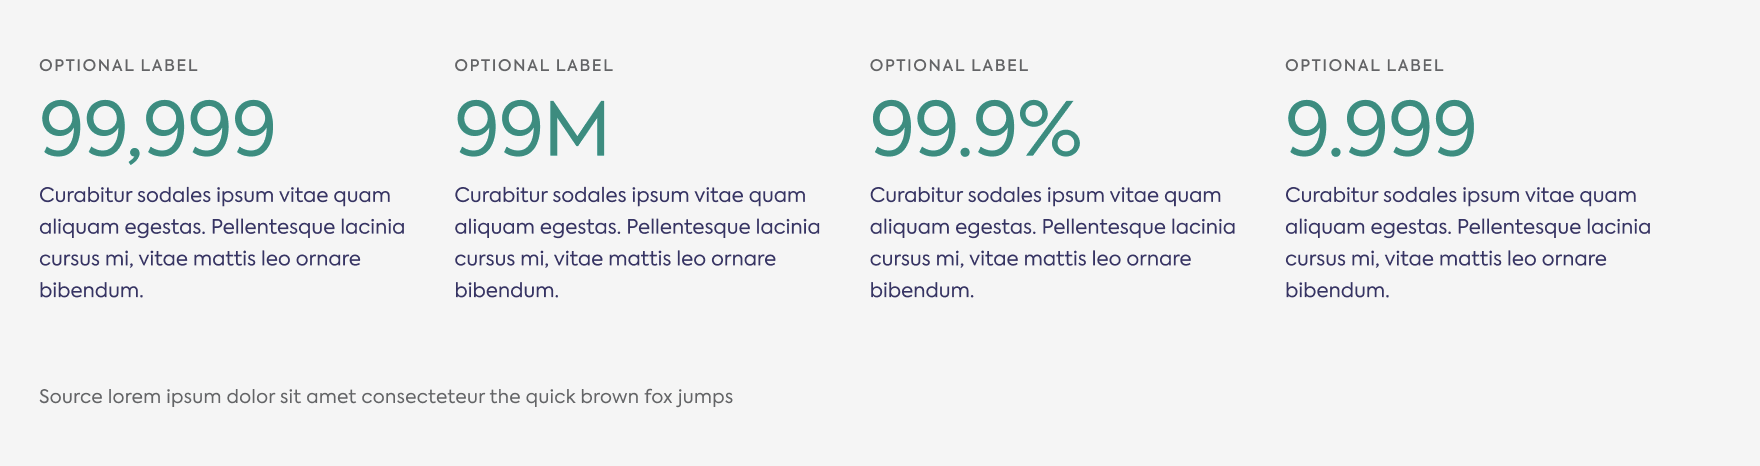 OPTIONAL LABEL
99,999
Curabitur sodales ipsum vitae quam
aliquam egestas. Pellentesque lacinia
cursus mi, vitae mattis leo ornare
bibendum.
OPTIONAL LABEL
99M
Curabitur sodales ipsum vitae quam
aliquam egestas. Pellentesque lacinia
cursus mi, vitae mattis leo ornare
bibendum.
OPTIONAL LABEL
99.9%
Curabitur sodales ipsum vitae quam
aliquam egestas. Pellentesque lacinia
cursus mi, vitae mattis leo ornare
bibendum.
OPTIONAL LABEL
9.999
Curabitur sodales ipsum vitae quam
aliquam egestas. Pellentesque lacinia
cursus mi, vitae mattis leo ornare
bibendum.
Source lorem ipsum dolor sit amet consecteteur the quick brown fox jumps